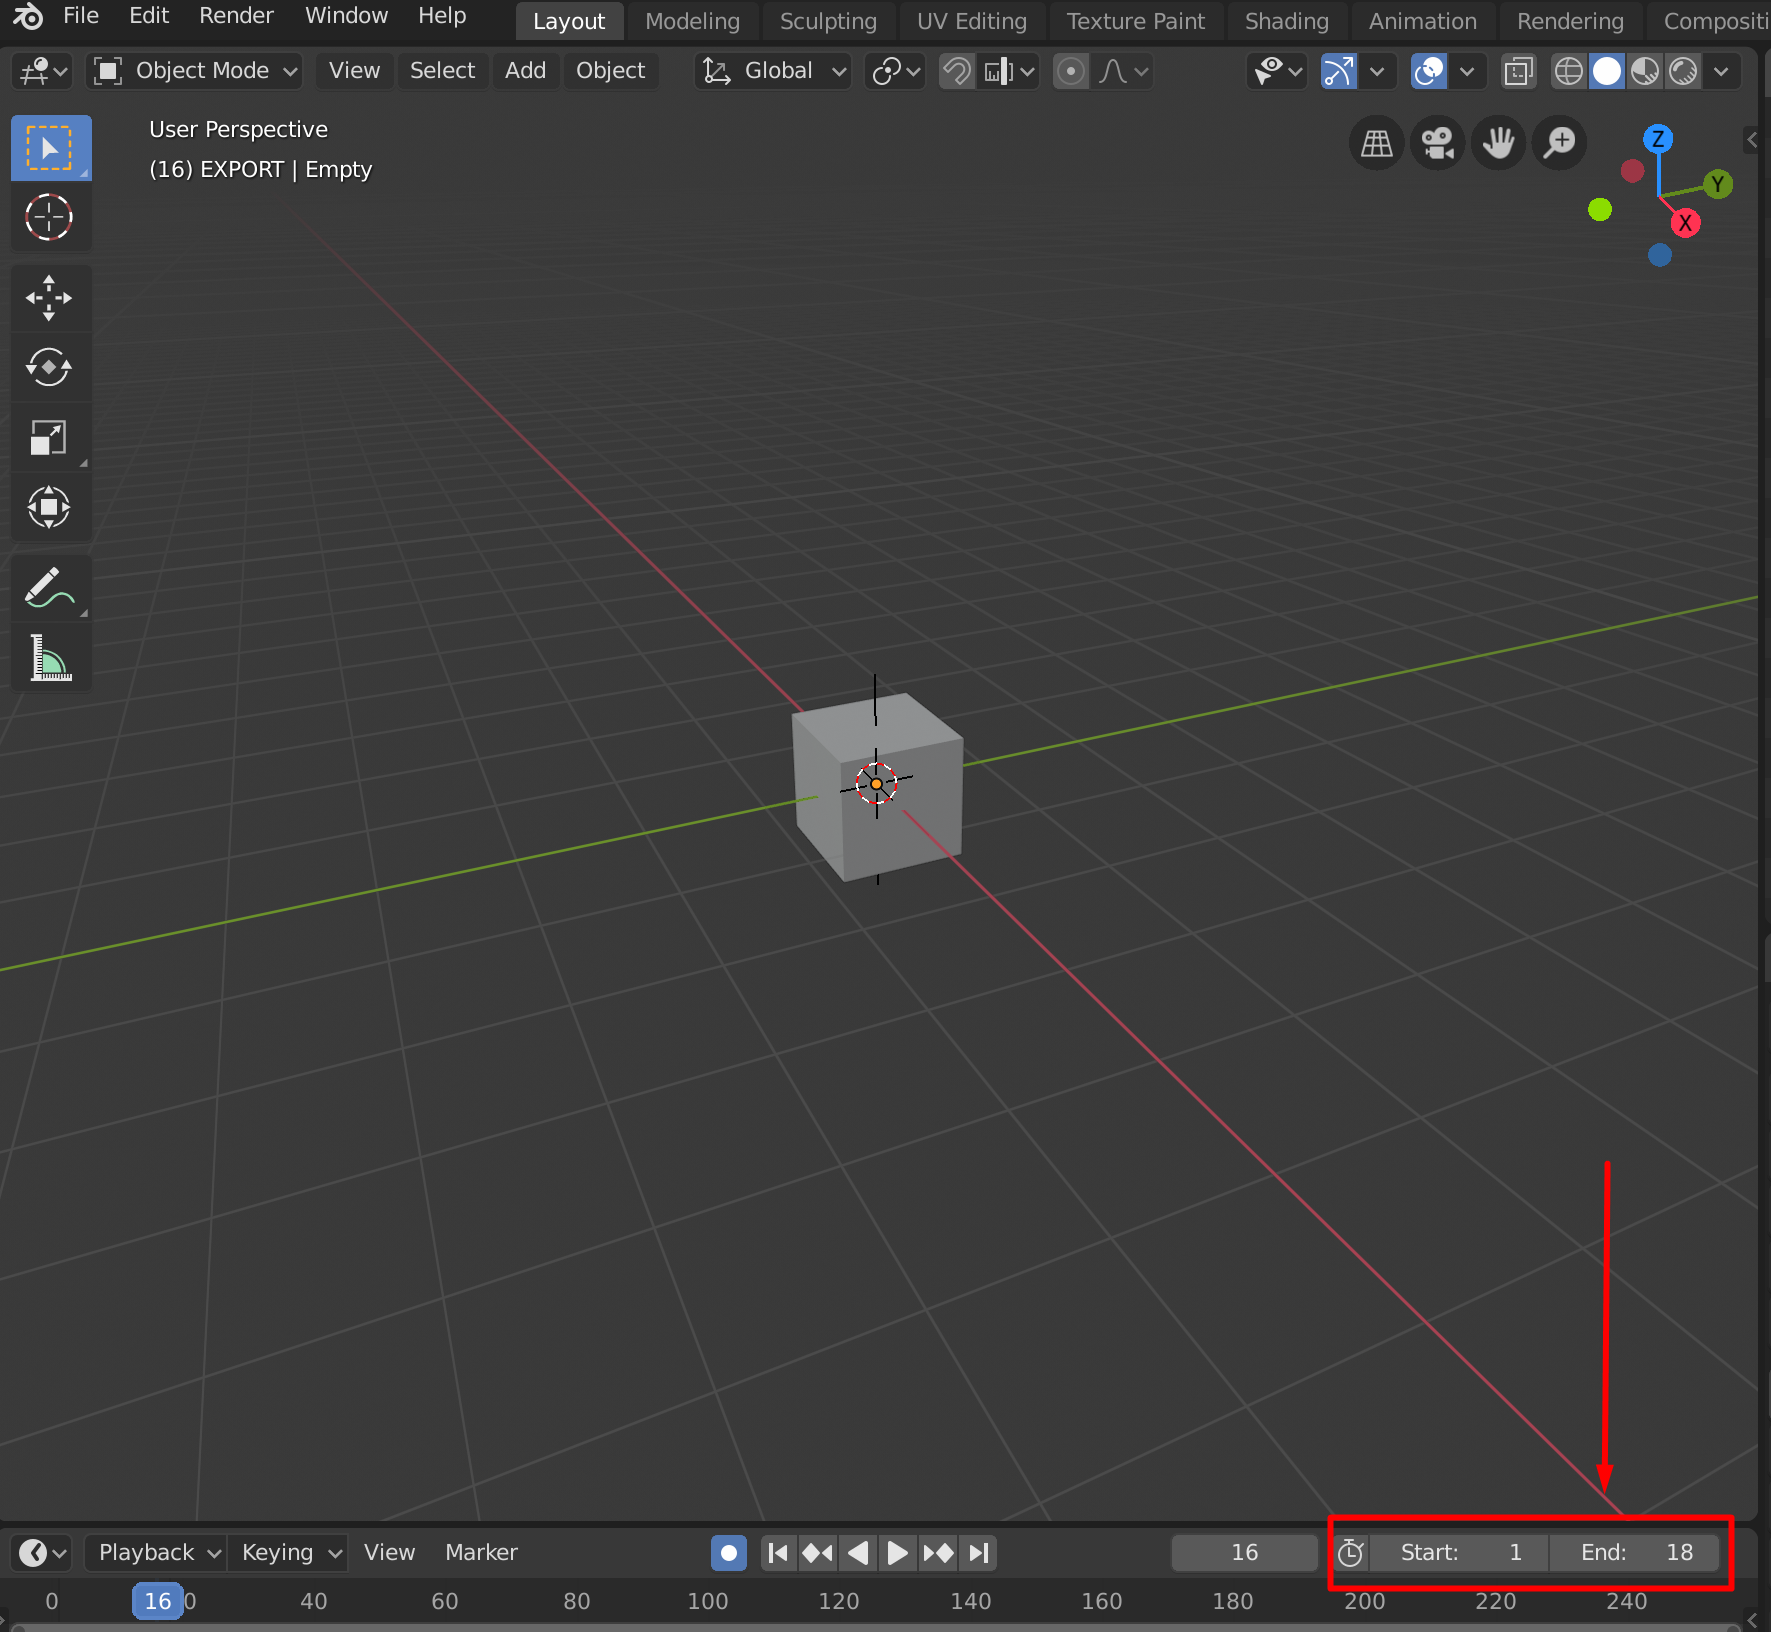 File Edit Render Window Help Layout Modeling Sculpting UV Editing Texture Paint Shading Animation Rendering Compositi
Object Mode View Select Add Object Global
User Perspective
(16) EXPORT | Empty
Z
Y
X
Playback Keying View Marker 16 Start: 1 End: 18
0 16 0 40 60 80 100 120 140 160 180 200 220 240